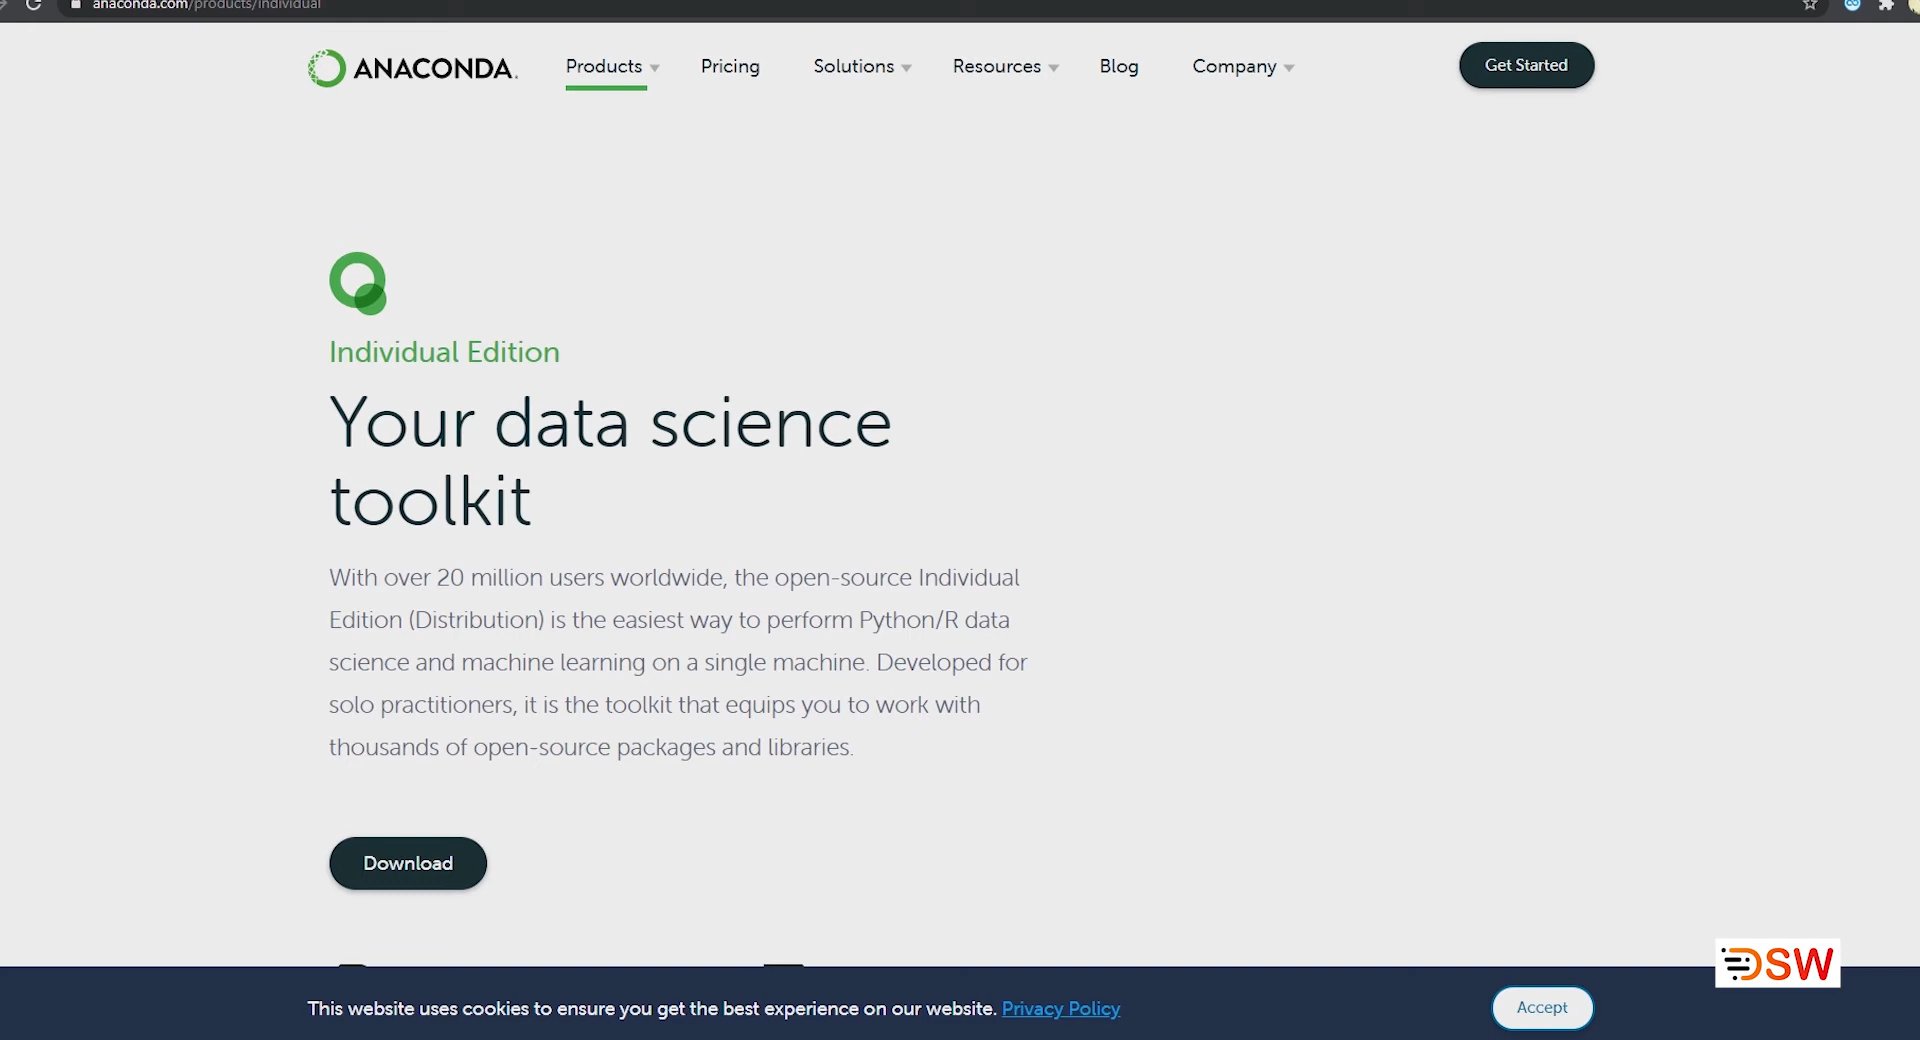 anaconda.com/products/individual
ANACONDA.
Products
Pricing
Solutions
Resources
Blog
Company
Get Started
Individual Edition
Your data science
toolkit
With over 20 million users worldwide, the open-source Individual
Edition (Distribution) is the easiest way to perform Python/R data
science and machine learning on a single machine. Developed for
solo practitioners, it is the toolkit that equips you to work with
thousands of open-source packages and libraries.
Download
DSW
This website uses cookies to ensure you get the best experience on our website. Privacy Policy
Accept